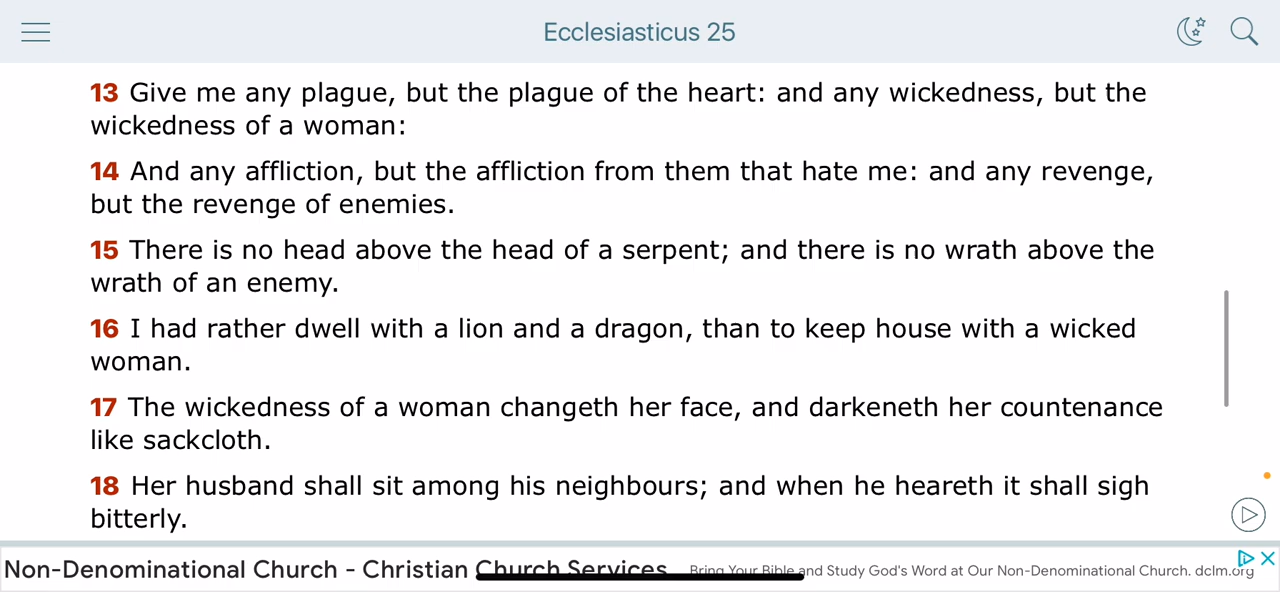 Ecclesiasticus 25
13 Give me any plague, but the plague of the heart: and any wickedness, but the
wickedness of a woman:
14 And any affliction, but the affliction from them that hate me: and any revenge,
but the revenge of enemies.
15 There is no head above the head of a serpent; and there is no wrath above the
wrath of an enemy.
16 I had rather dwell with a lion and a dragon, than to keep house with a wicked
woman.
17 The wickedness of a woman changeth her face, and darkeneth her countenance
like sackcloth.
18 Her husband shall sit among his neighbours; and when he heareth it shall sigh
bitterly.
Non-Denominational Church - Christian Church Services Bring Your Bible and Study God's Word at Our Non-Denominational Church. dclm.org